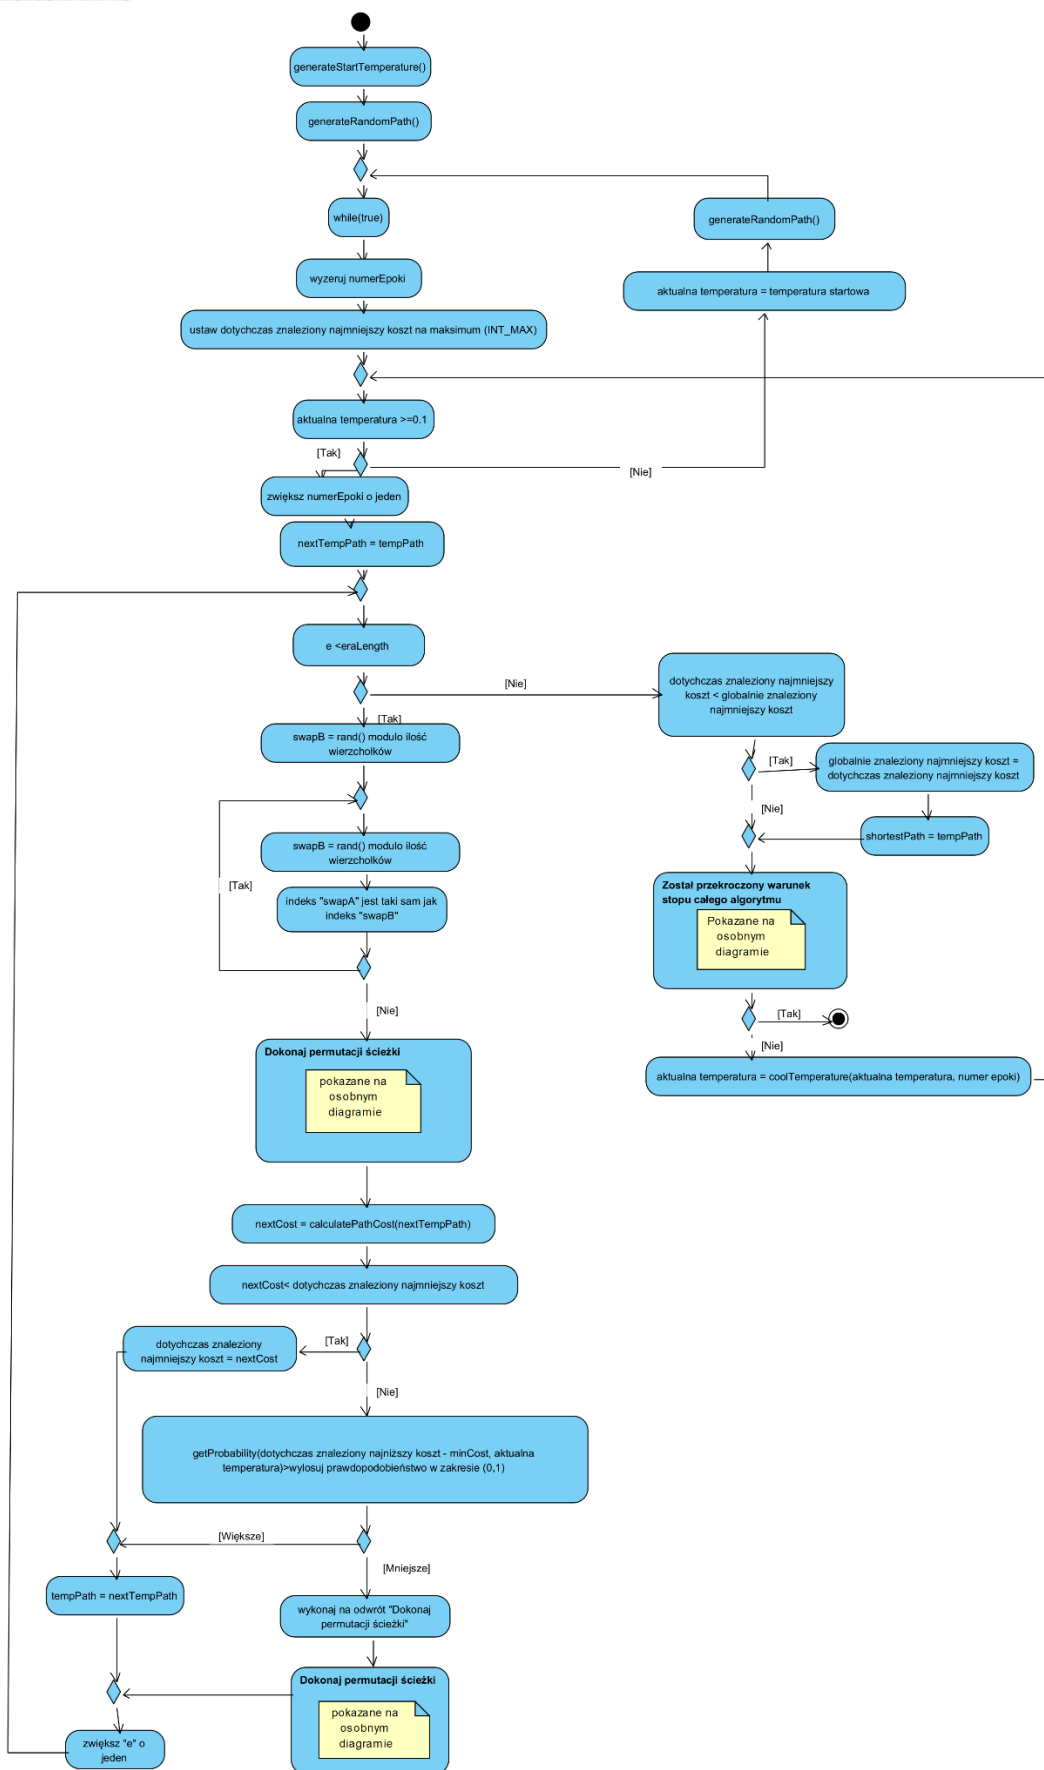 generateStartTemperature()
generateRandomPath()
while(true)
generateRandomPath()
wyzeruj numerEpoki
aktualna temperatura = temperatura startowa
ustaw dotychczas znaleziony najmniejszy koszt na maksimum (INT_MAX)
aktualna temperatura >=0.1
[Tak]
[Nie]
zwiększ numerEpoki o jeden
nextTempPath = tempPath
e <eraLength
[Nie]
dotychczas znaleziony najmniejszy
koszt < globalnie znaleziony
najmniejszy koszt
[Tak]
swapB = rand() modulo ilość
wierzchołków
[Tak]
globalnie znaleziony najmniejszy koszt =
dotychczas znaleziony najmniejszy koszt
[Nie]
shortestPath = tempPath
swapB = rand() modulo ilość
wierzchołków
[Tak]
indeks "swapA" jest taki sam jak
indeks "swapB"
Został przekroczony warunek
stopu całego algorytmu
Pokazane na
osobnym
diagramie
[Nie]
[Tak]
[Nie]
Dokonaj permutacji ścieżki
pokazane na
osobnym
diagramie
aktualna temperatura = coolTemperature(aktualna temperatura, numer epoki)
nextCost = calculatePathCost(nextTempPath)
nextCost< dotychczas znaleziony najmniejszy koszt
[Tak]
dotychczas znaleziony
najmniejszy koszt = nextCost
[Nie]
getProbability(dotychczas znaleziony najniższy koszt - minCost, aktualna
temperatura)>wylosuj prawdopodobieństwo w zakresie (0,1)
[Większe]
[Mniejsze]
tempPath = nextTempPath
wykonaj na odwrót "Dokonaj
permutacji ścieżki"
Dokonaj permutacji ścieżki
pokazane na
osobnym
diagramie
zwiększ "e" o
jeden